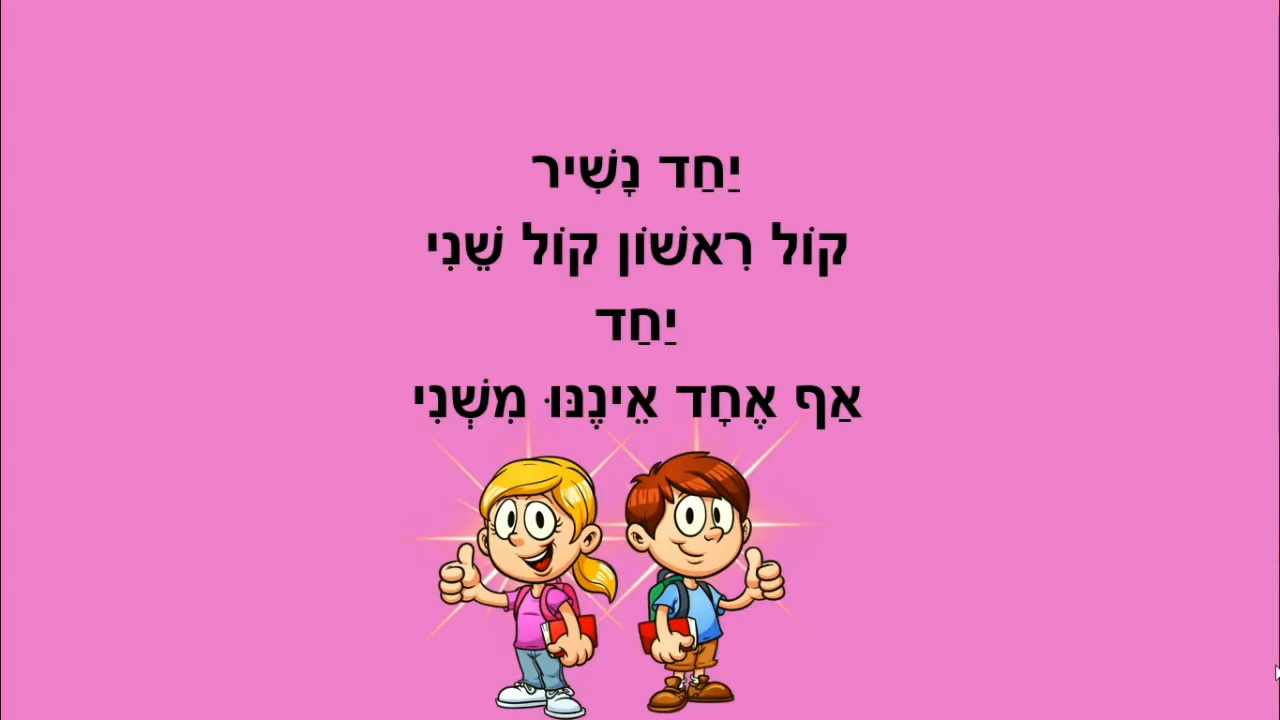 יַחַד נָשִׁיר
קוֹל רִאשׁוֹן קוֹל שֵׁנִי
יַחַד
אַף אֶחָד אֵינֶנּוּ מִשְׁנִי